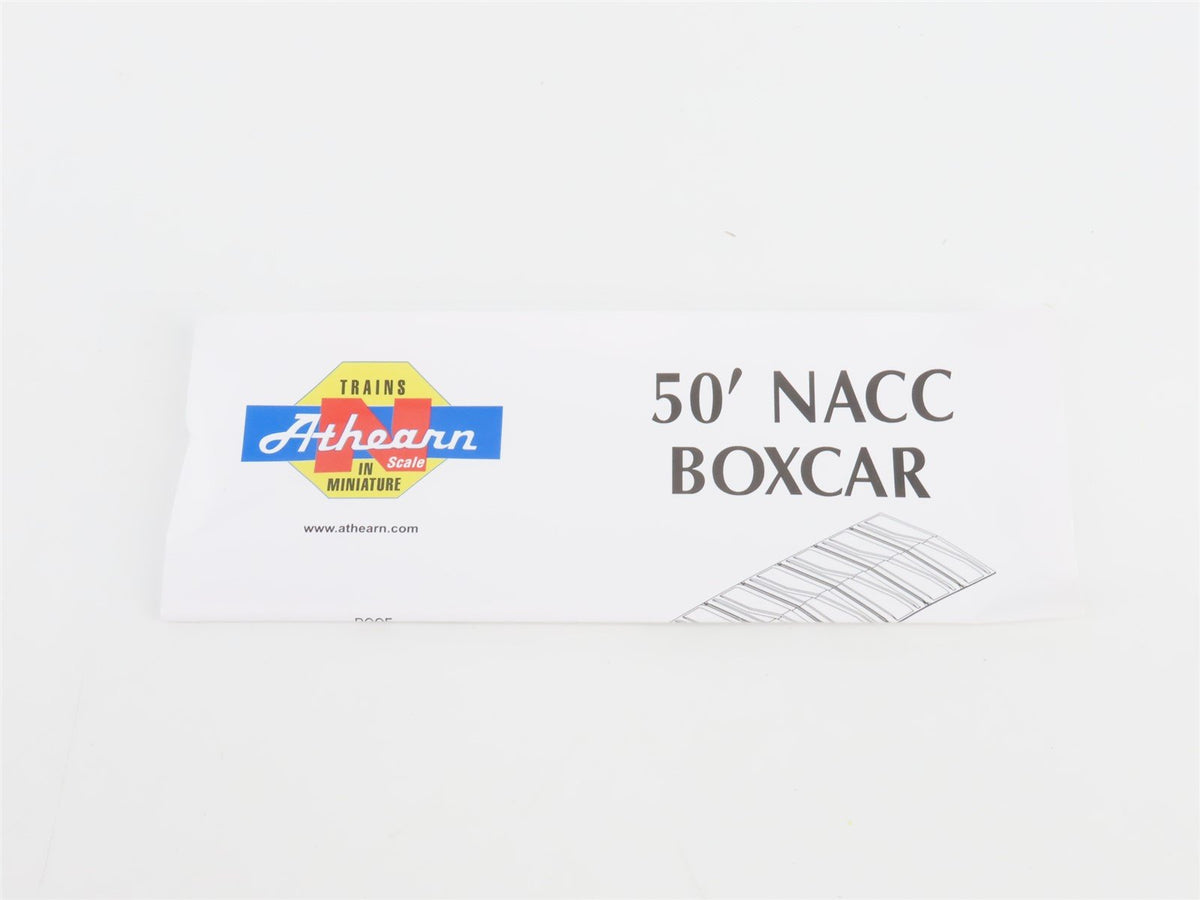 TRAINS
N
Athearn
Scale
IN
MINIATURE
www.athearn.com
50' NACC
BOXCAR